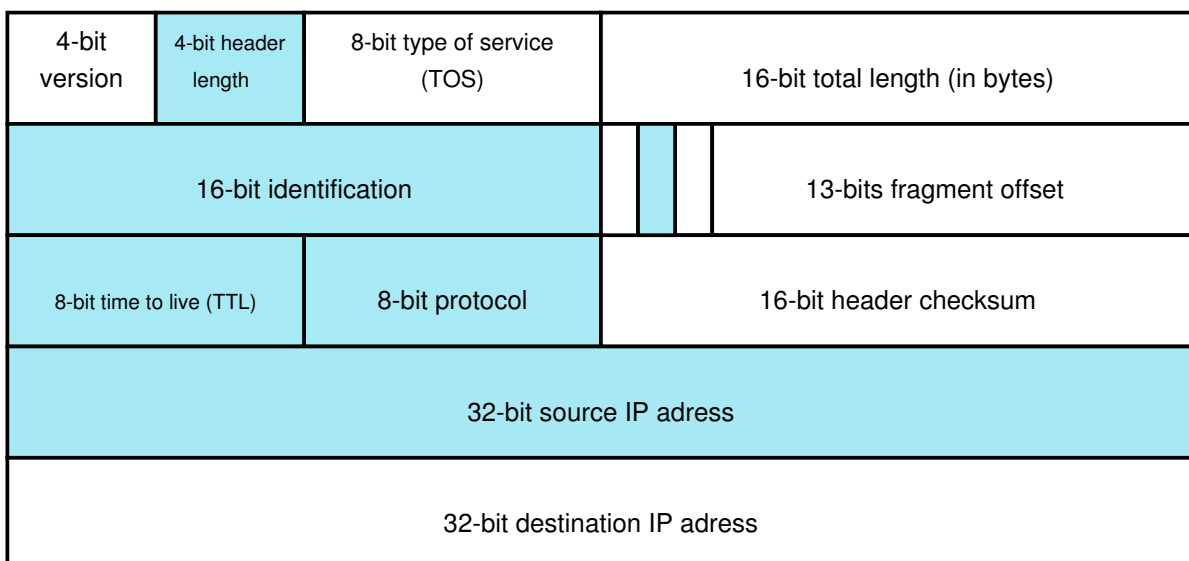 4-bit
version
4-bit header
length
8-bit type of service
(TOS)
16-bit total length (in bytes)
16-bit identification
13-bits fragment offset
8-bit time to live (TTL)
8-bit protocol
16-bit header checksum
32-bit source IP adress
32-bit destination IP adress